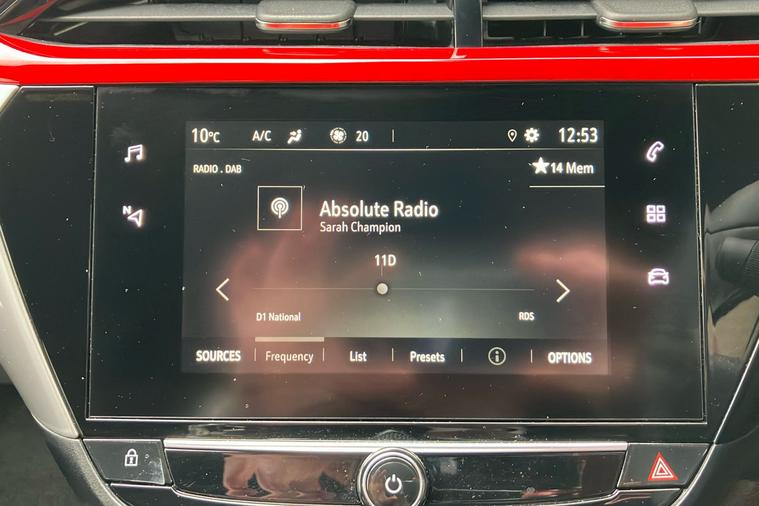 10°C A/C 20 12:53
RADIO . DAB
14 Mem
Absolute Radio
Sarah Champion
N
11D
D1 National RDS
SOURCES Frequency List Presets i OPTIONS